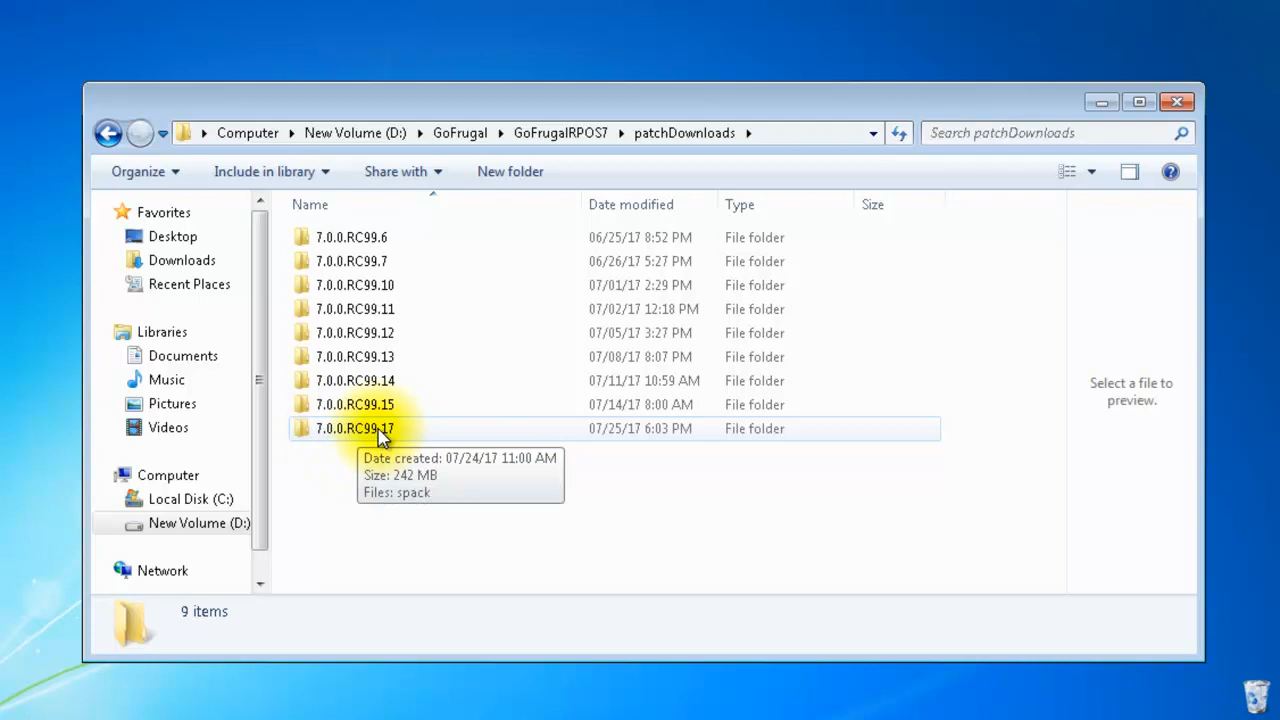 Computer New Volume (D:) GoFrugal GoFrugalRPOS7 patchDownloads Search patchDownloads
Organize Include in library Share with New folder
Favorites
Desktop
Downloads
Recent Places
Libraries
Documents
Music
Pictures
Videos
Computer
Local Disk (C:)
New Volume (D:)
Network
Name Date modified Type Size
7.0.0.RC99.6 06/25/17 8:52 PM File folder
7.0.0.RC99.7 06/26/17 5:27 PM File folder
7.0.0.RC99.10 07/01/17 2:29 PM File folder
7.0.0.RC99.11 07/02/17 12:18 PM File folder
7.0.0.RC99.12 07/05/17 3:27 PM File folder
7.0.0.RC99.13 07/08/17 8:07 PM File folder
7.0.0.RC99.14 07/11/17 10:59 AM File folder
7.0.0.RC99.15 07/14/17 8:00 AM File folder
7.0.0.RC99.17 07/25/17 6:03 PM File folder
Date created: 07/24/17 11:00 AM
Size: 242 MB
Files: spack
Select a file to
preview.
9 items